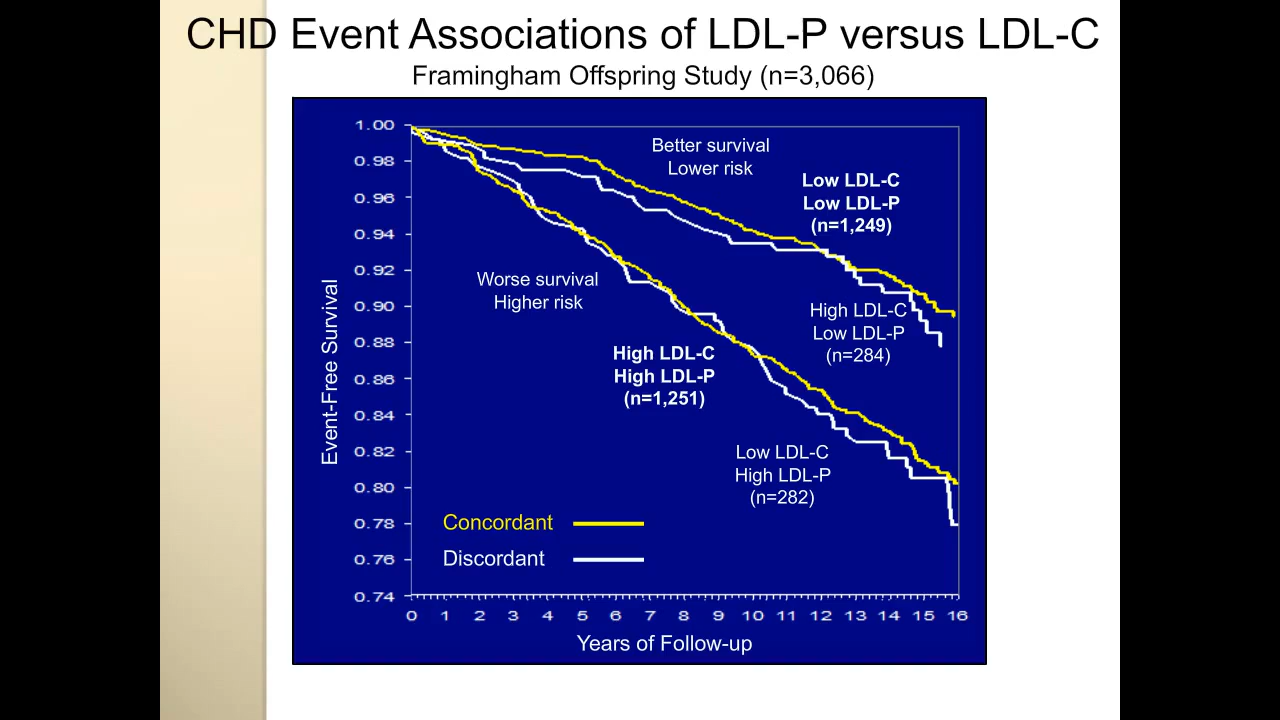 CHD Event Associations of LDL-P versus LDL-C
Framingham Offspring Study (n=3,066)
1.00
0.98
0.96
0.94
0.92
0.90
0.88
0.86
0.84
0.82
0.80
0.78
0.76
0.74
Event-Free Survival
Better survival
Lower risk
Low LDL-C
Low LDL-P
(n=1,249)
Worse survival
Higher risk
High LDL-C
Low LDL-P
(n=284)
High LDL-C
High LDL-P
(n=1,251)
Low LDL-C
High LDL-P
(n=282)
Concordant
Discordant
0 1 2 3 4 5 6 7 8 9 10 11 12 13 14 15 16
Years of Follow-up